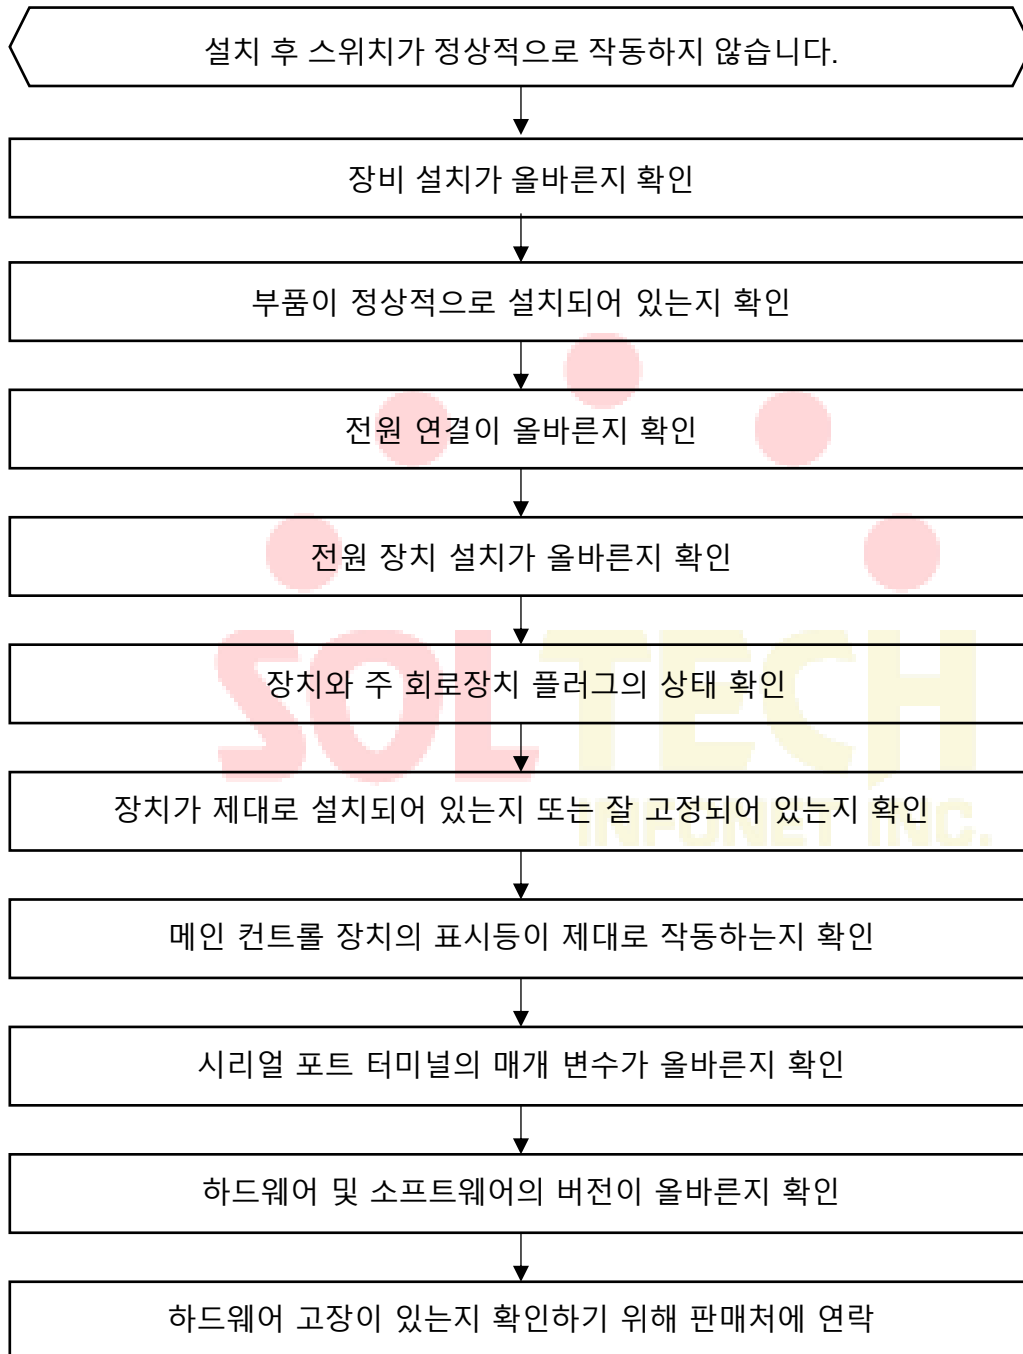 설치 후 스위치가 정상적으로 작동하지 않습니다.
장비 설치가 올바른지 확인
부품이 정상적으로 설치되어 있는지 확인
전원 연결이 올바른지 확인
전원 장치 설치가 올바른지 확인
장치와 주 회로장치 플러그의 상태 확인
장치가 제대로 설치되어 있는지 또는 잘 고정되어 있는지 확인
SOLTECH
INFONET INC.
메인 컨트롤 장치의 표시등이 제대로 작동하는지 확인
시리얼 포트 터미널의 매개 변수가 올바른지 확인
하드웨어 및 소프트웨어의 버전이 올바른지 확인
하드웨어 고장이 있는지 확인하기 위해 판매처에 연락